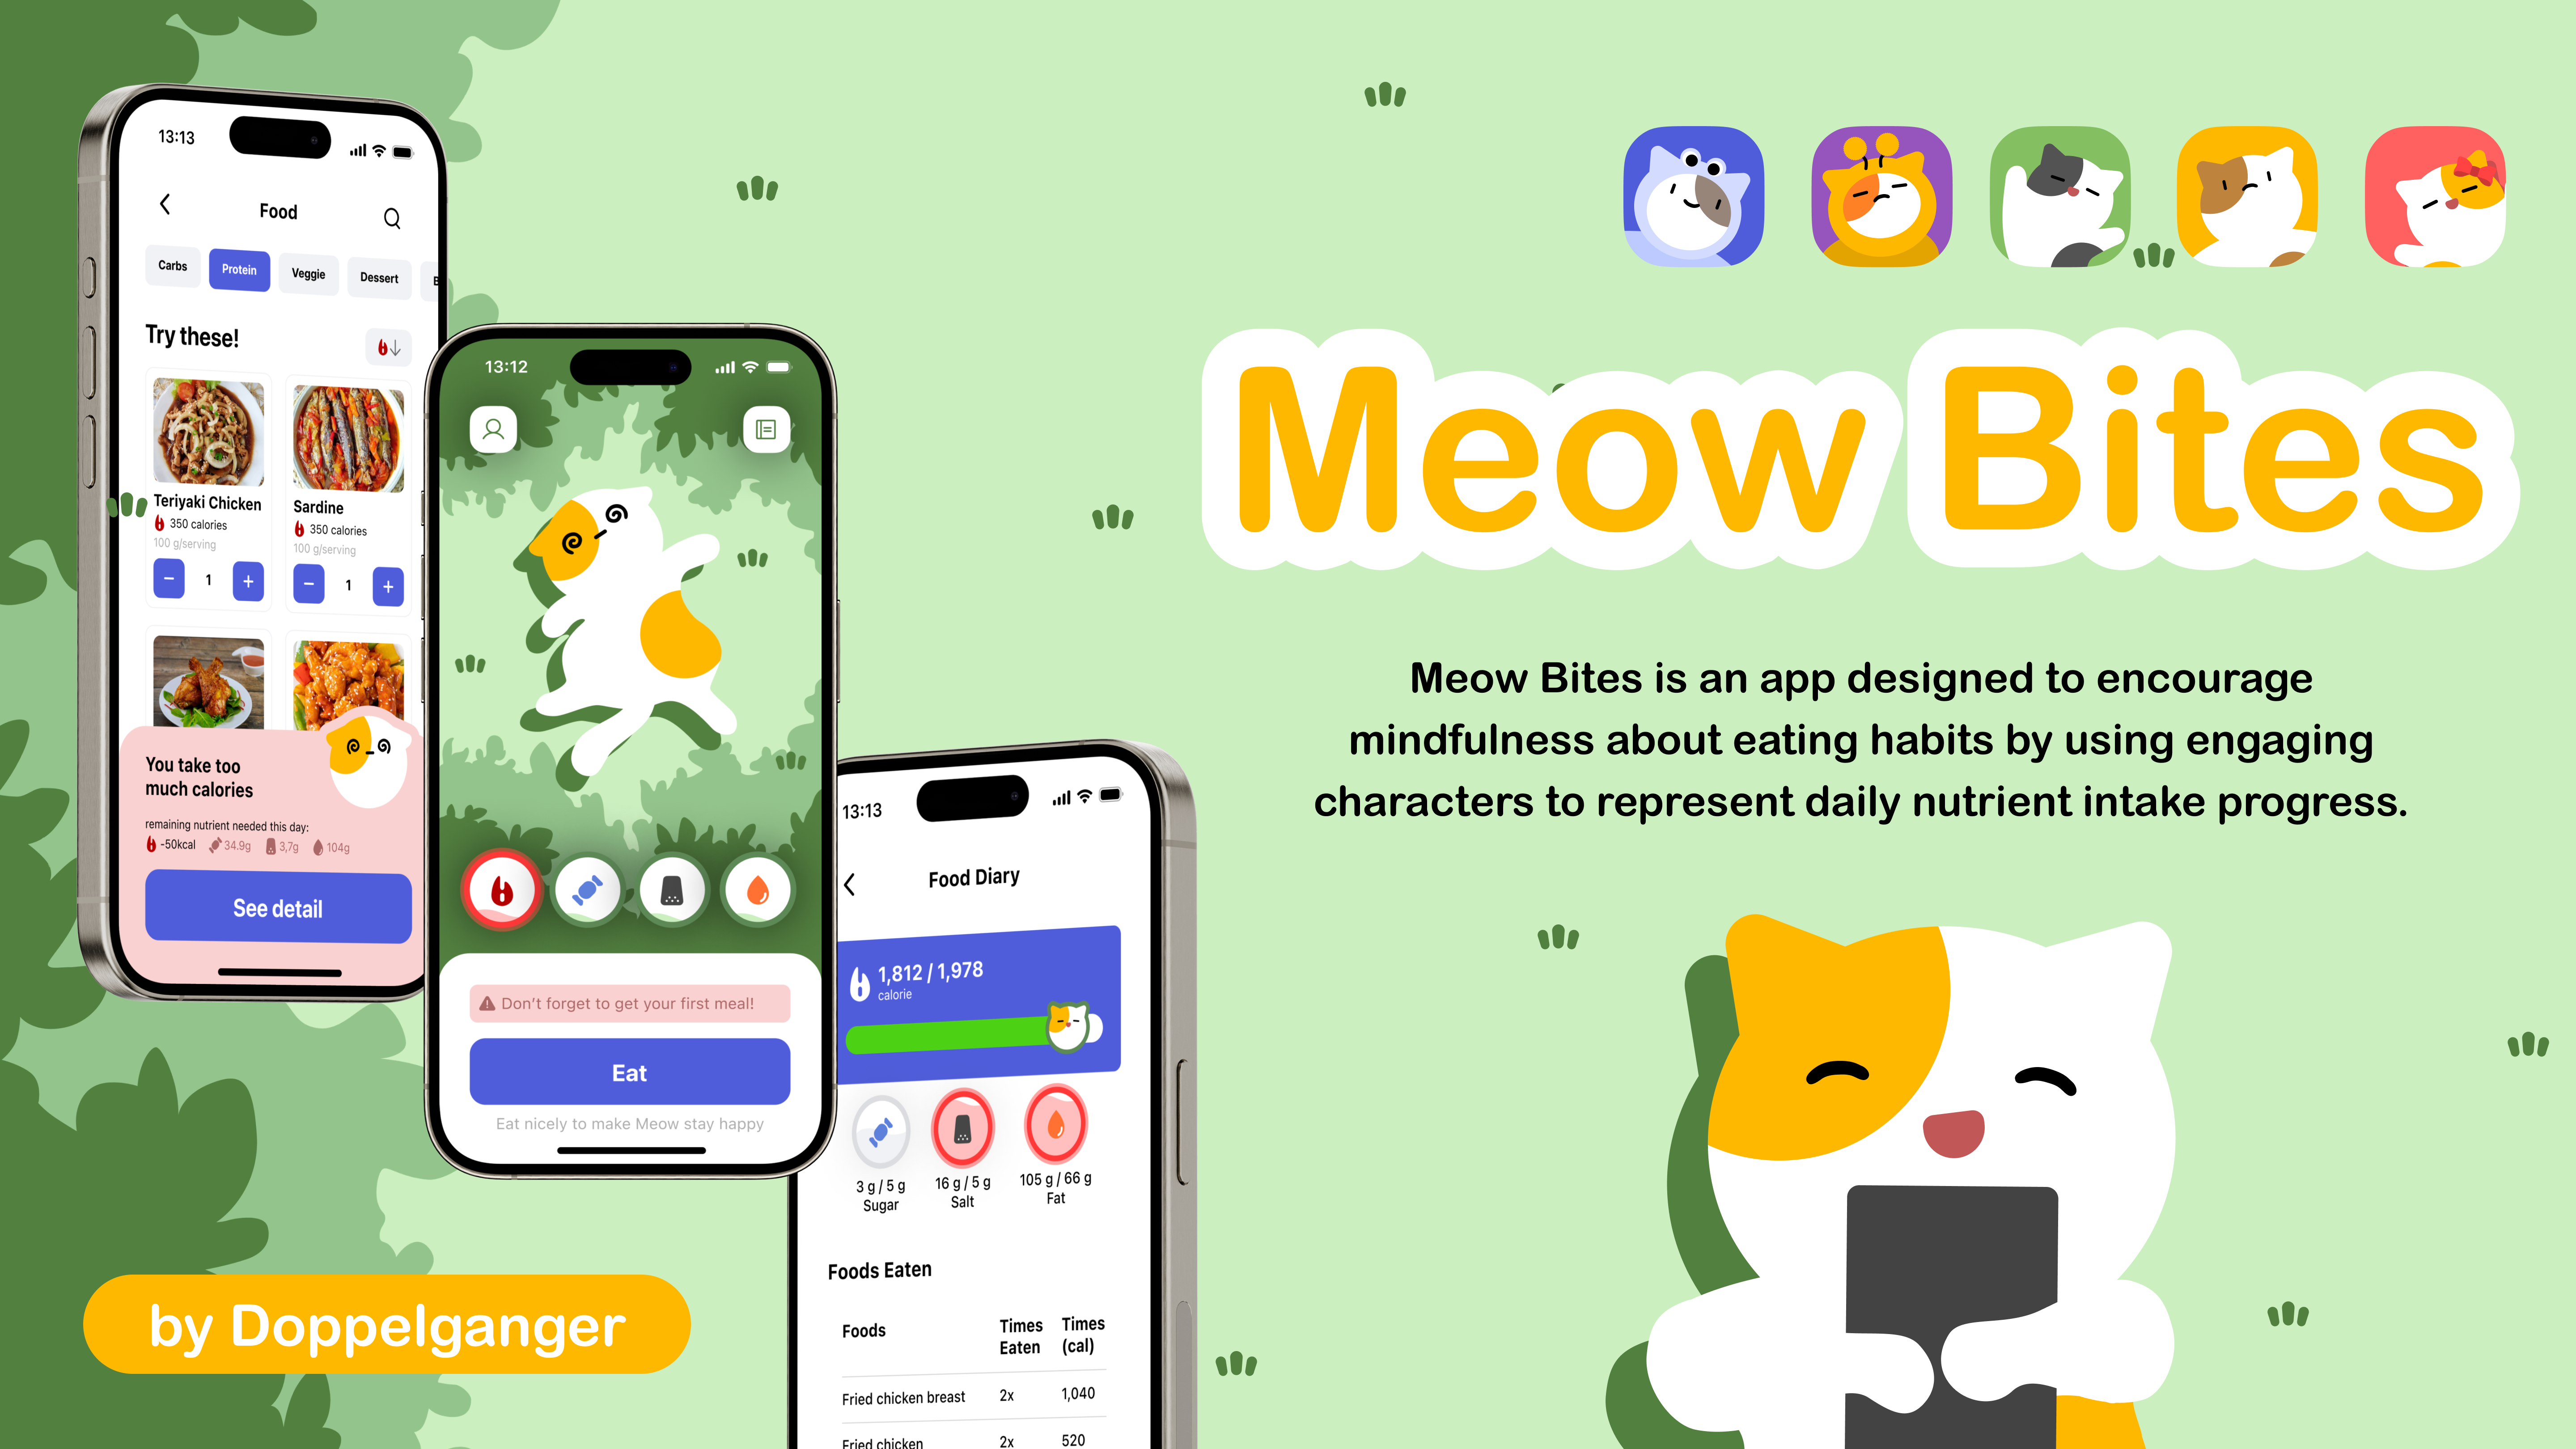 13:13
Food
Carbs
Protein
Veggie
Dessert
Try these!
Teriyaki Chicken
350 calories
100 g/serving
1
Sardine
350 calories
100 g/serving
1
You take too
much calories
remaining nutrient needed this day:
-50kcal 34.9g 3,7g 104g
See detail
13:12
Don't forget to get your first meal!
Eat
Eat nicely to make Meow stay happy
13:13
Food Diary
1,812 / 1,978
calorie
3 g / 5 g
Sugar
16 g / 5 g
Salt
105 g / 66 g
Fat
Foods Eaten
Foods
Times
Eaten
Times
(cal)
Fried chicken breast 2x 1,040
Fried chicken 2x 520
by Doppelganger
Meow Bites
Meow Bites is an app designed to encourage
mindfulness about eating habits by using engaging
characters to represent daily nutrient intake progress.